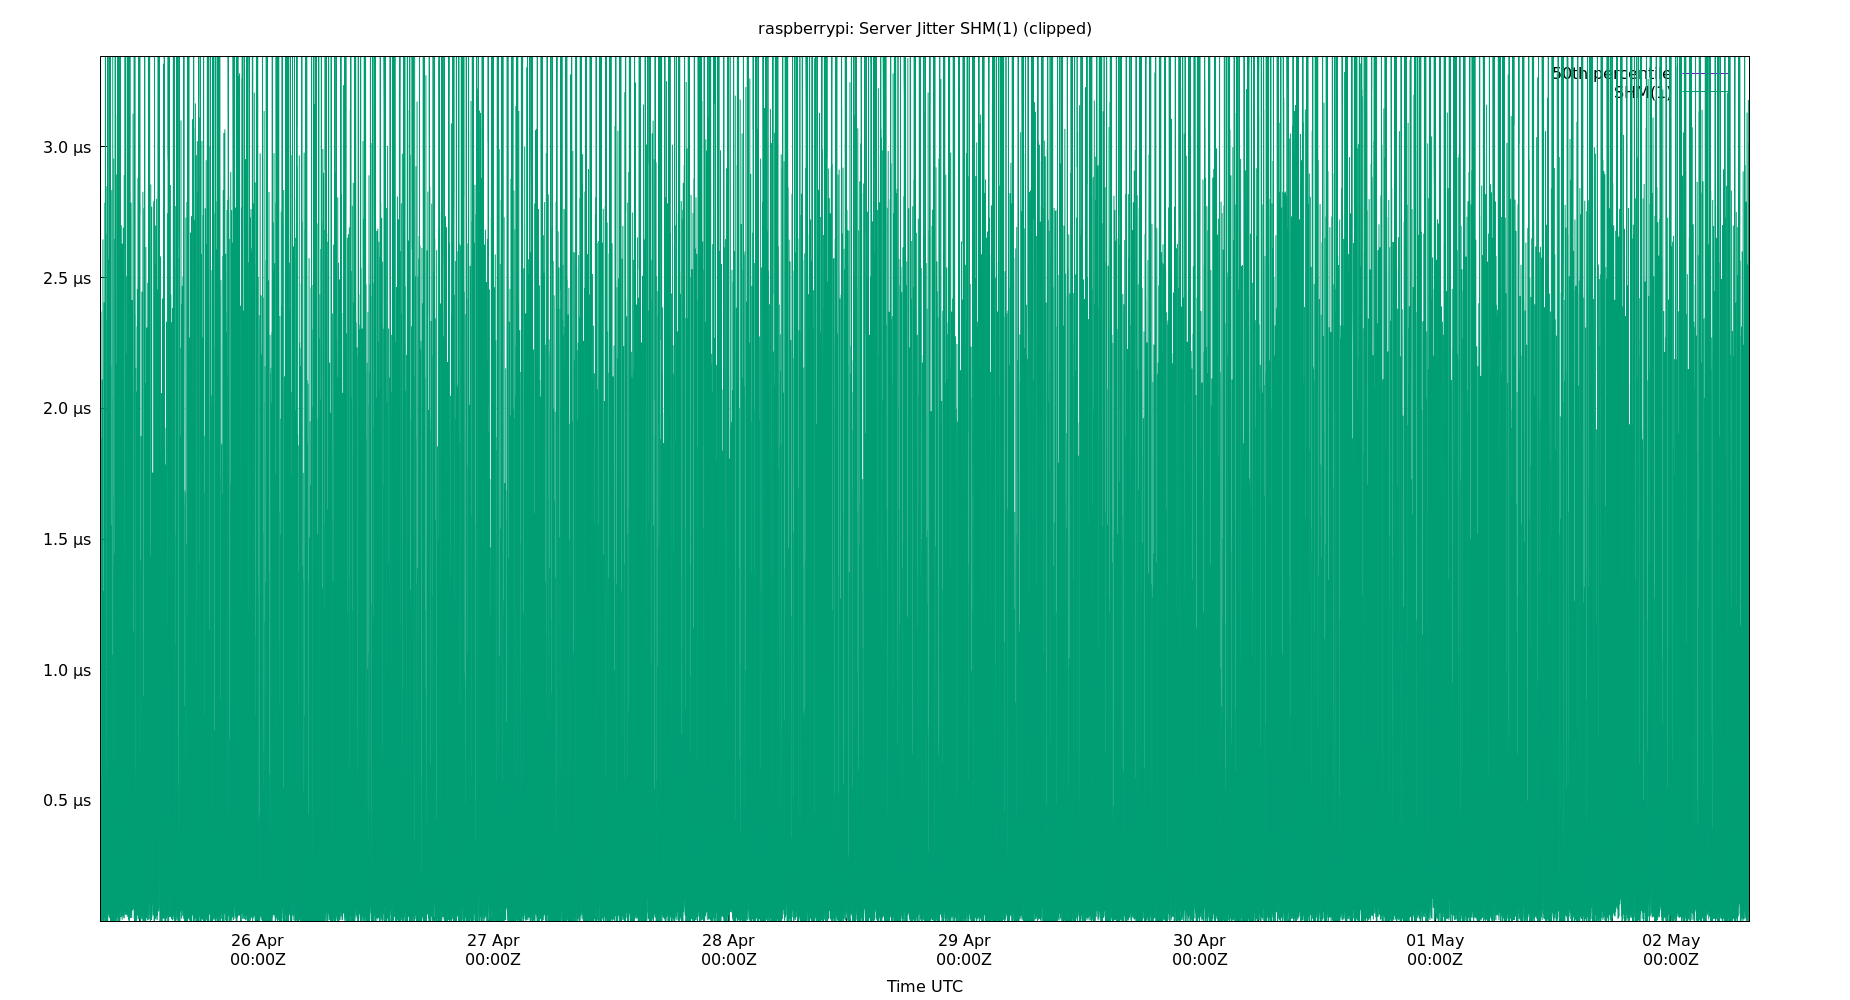 raspberrypi: Server Jitter SHM(1) (clipped)
50th percentile
SHM(1)
3.0 µs
2.5 µs
2.0 µs
1.5 µs
1.0 µs
0.5 µs
26 Apr 27 Apr 28 Apr 29 Apr 30 Apr 01 May 02 May
00:00Z 00:00Z 00:00Z 00:00Z 00:00Z 00:00Z 00:00Z
Time UTC